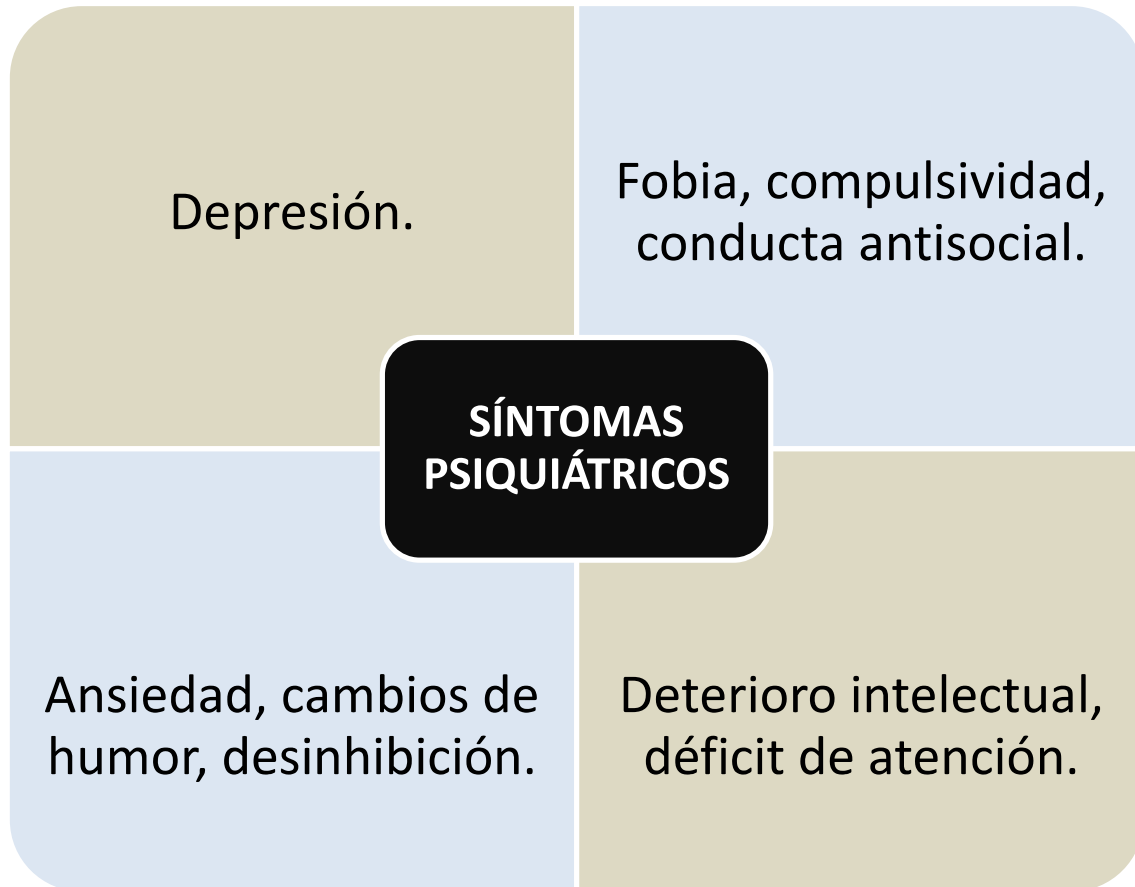 Depresión.
Fobia, compulsividad,
conducta antisocial.
SÍNTOMAS
PSIQUIÁTRICOS
Ansiedad, cambios de
humor, desinhibición.
Deterioro intelectual,
déficit de atención.